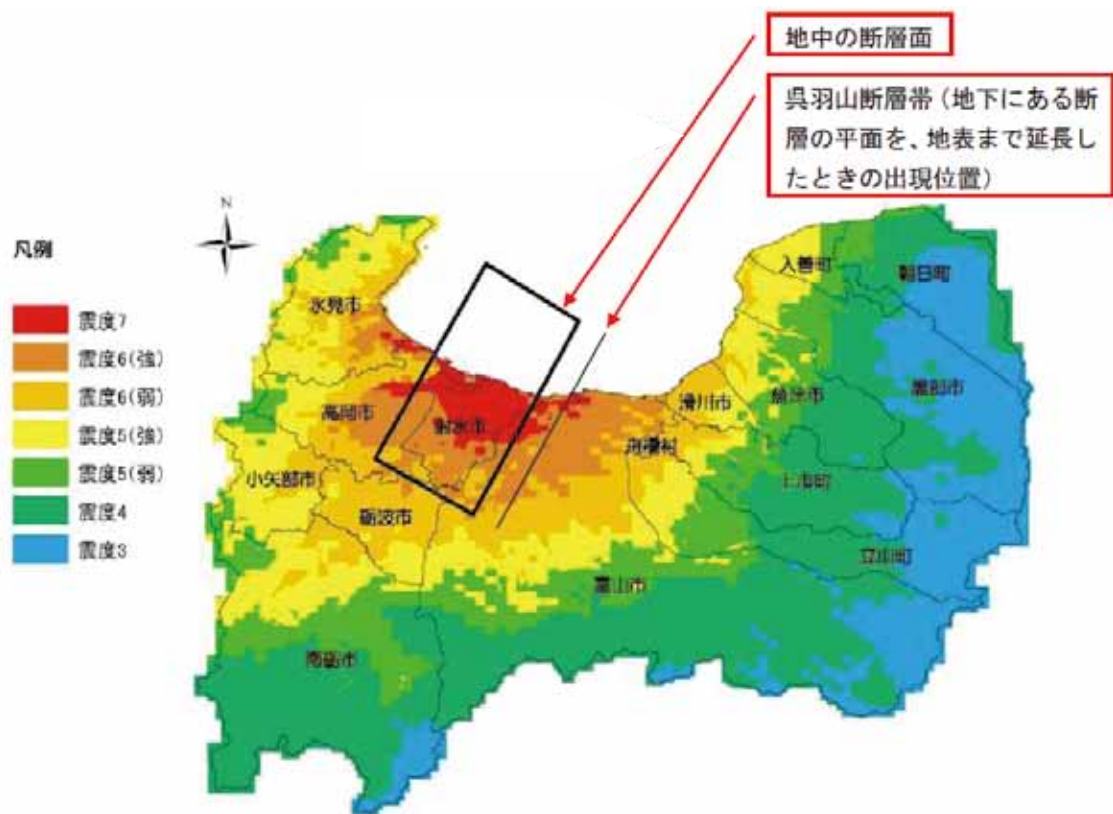 地中の断層面
呉羽山断層帯（地下にある断
層の平面を、地表まで延長し
たときの出現位置）
N
凡例
震度7
震度6(強)
震度6(弱)
震度5(強)
震度5(弱)
震度4
震度3
入善町
朝日町
氷見市
黒部市
魚津市
滑川市
高岡市
射水市
舟橋村
小矢部市
上市町
砺波市
立山町
富山市
南砺市